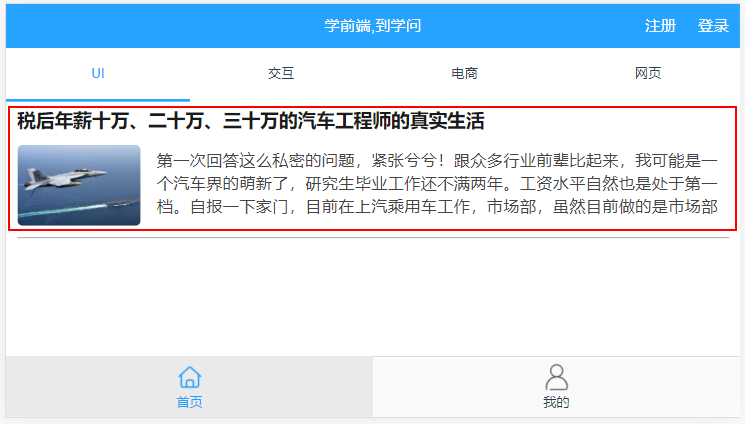 学前端,到学问 注册 登录
UI 交互 电商 网页
税后年薪十万、二十万、三十万的汽车工程师的真实生活
第一次回答这么私密的问题，紧张兮兮！跟众多行业前辈比起来，我可能是一
个汽车界的萌新了，研究生毕业工作还不满两年。工资水平自然也是处于第一
档。自报一下家门，目前在上汽乘用车工作，市场部，虽然目前做的是市场部
首页 我的